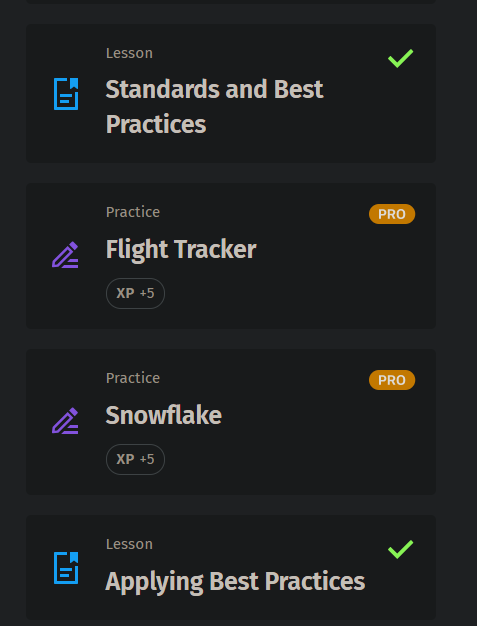 Lesson
Standards and Best
Practices
Practice
PRO
Flight Tracker
XP +5
Practice
PRO
Snowflake
XP +5
Lesson
Applying Best Practices